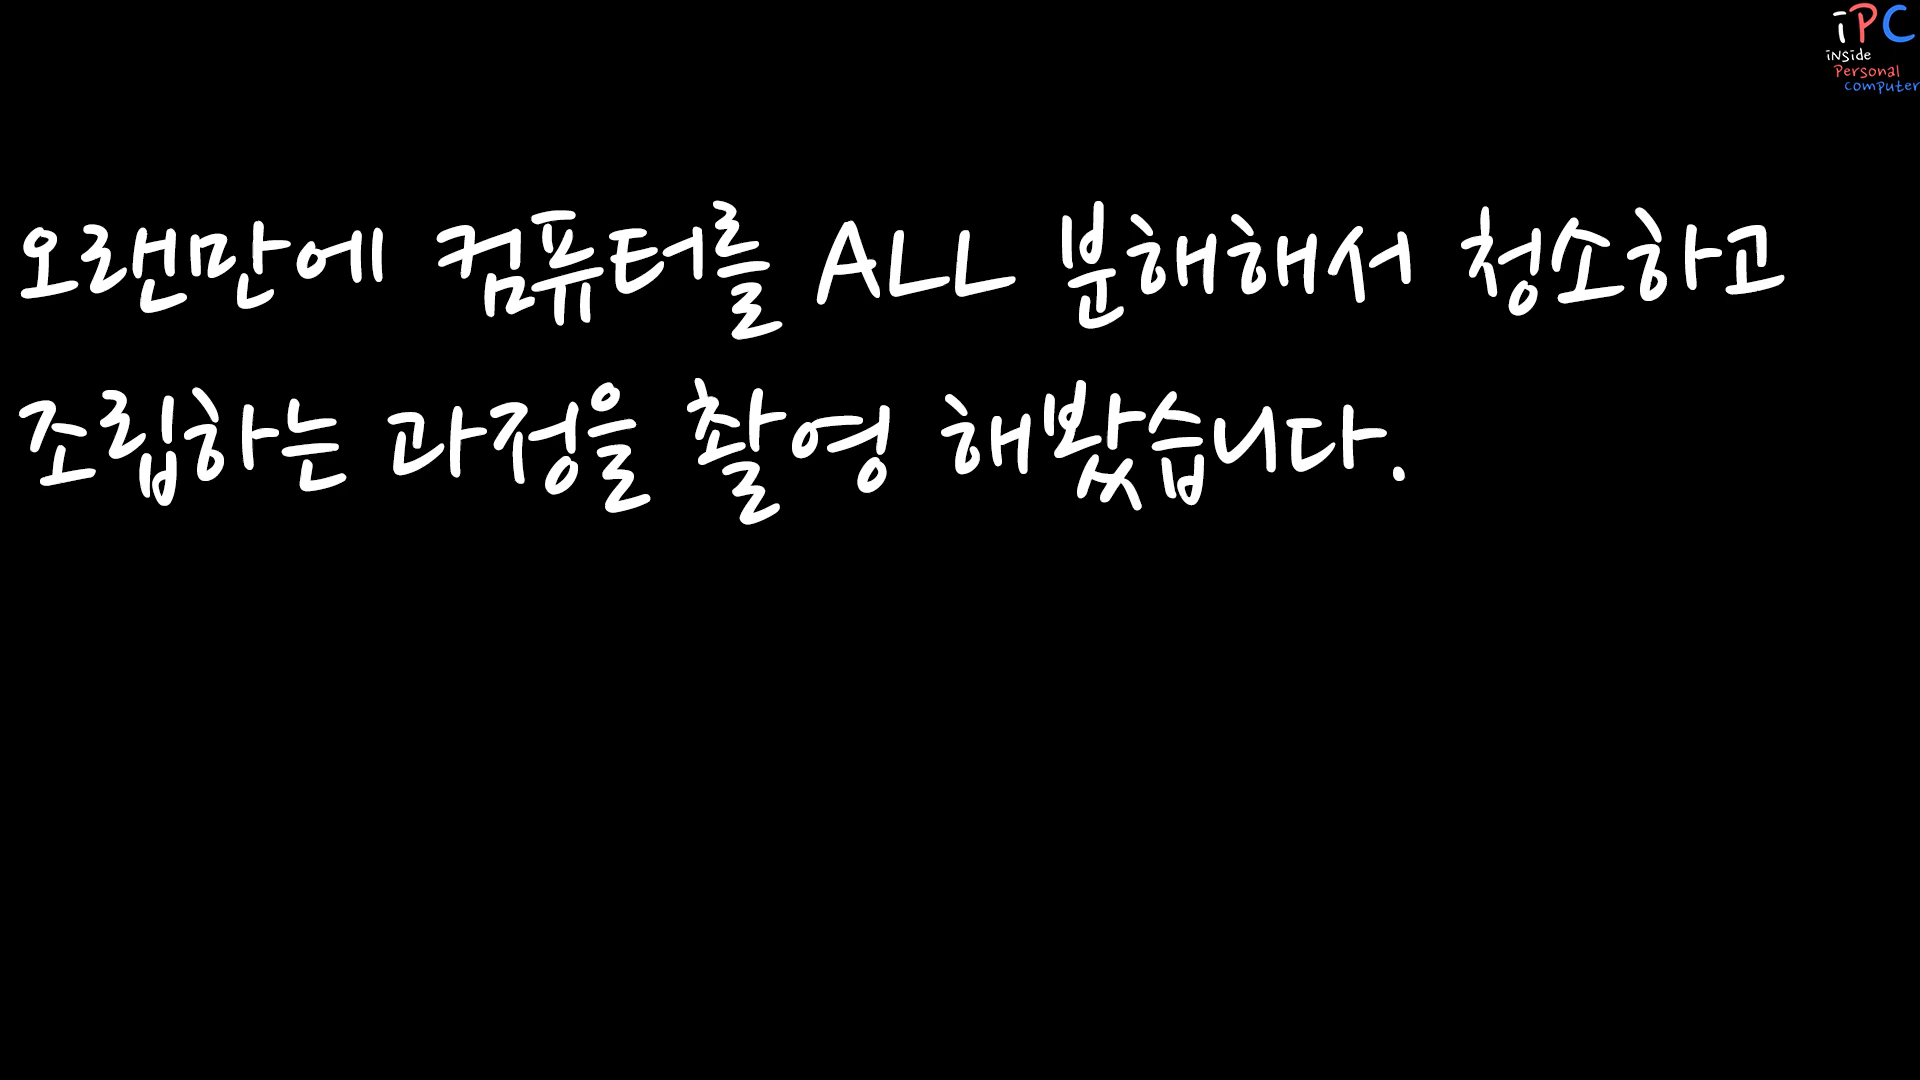 iPC
iNside
Personal
computer
오랜만에 컴퓨터를 ALL 분해해서 청소하고
조립하는 과정을 촬영 해봤습니다.